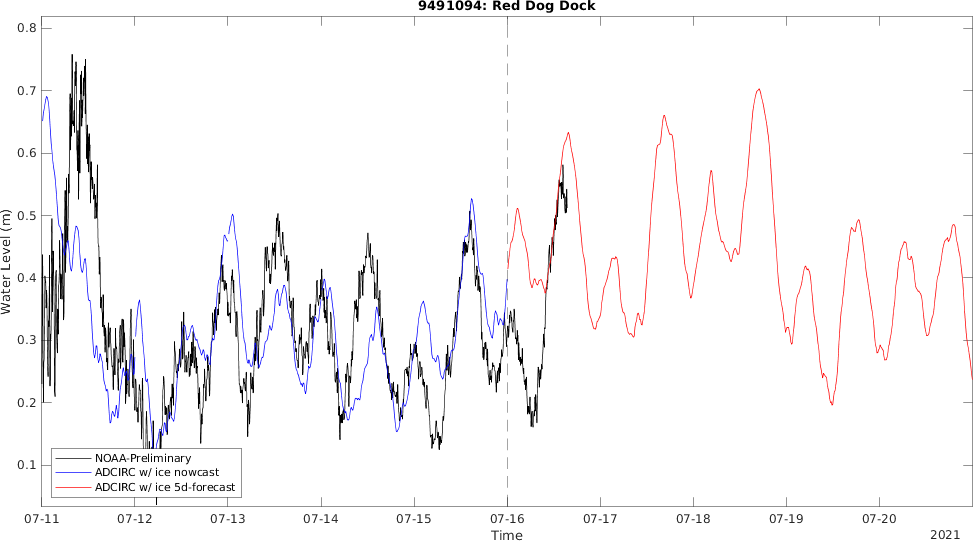 9491094: Red Dog Dock
Water Level (m)
0.8
0.7
0.6
0.5
0.4
0.3
0.2
0.1
NOAA-Preliminary
ADCIRC w/ ice nowcast
ADCIRC w/ ice 5d-forecast
07-11 07-12 07-13 07-14 07-15 07-16 07-17 07-18 07-19 07-20
Time
2021